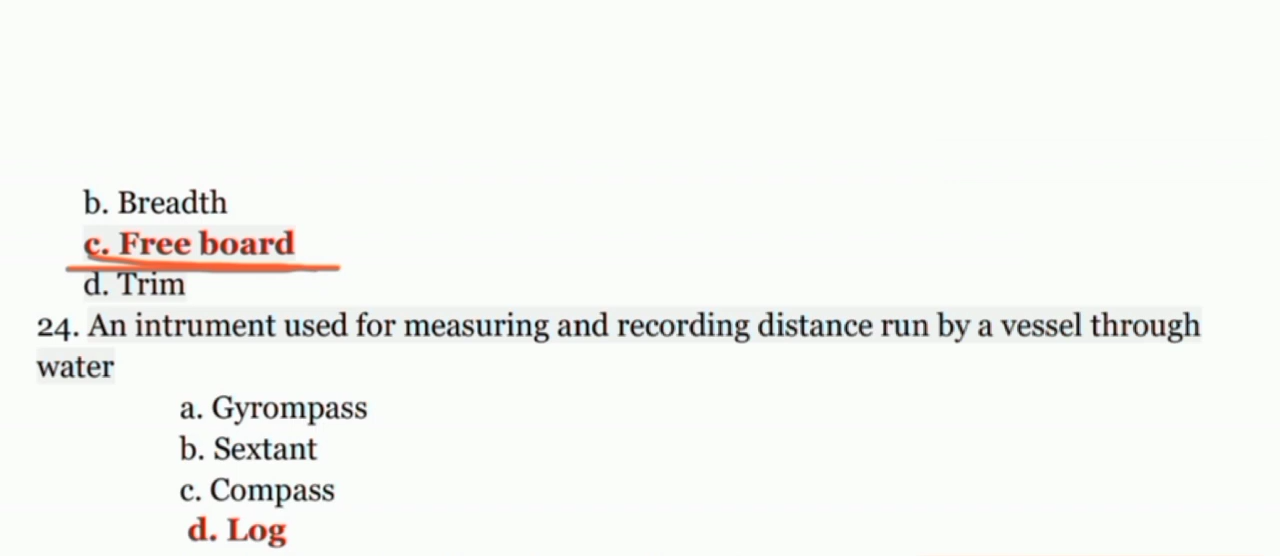 b. Breadth
c. Free board
d. Trim
24. An intrument used for measuring and recording distance run by a vessel through
water
a. Gyrompass
b. Sextant
c. Compass
d. Log